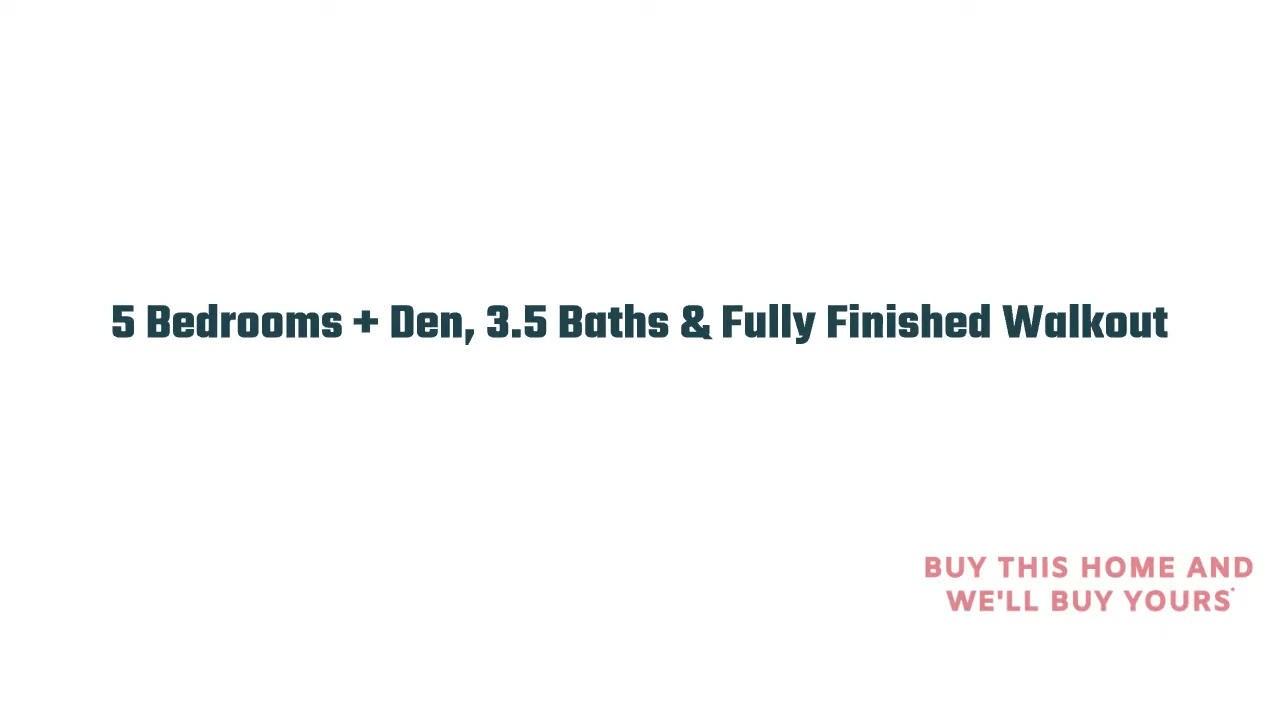 5 Bedrooms + Den, 3.5 Baths & Fully Finished Walkout
BUY THIS HOME AND
WE'LL BUY YOURS*